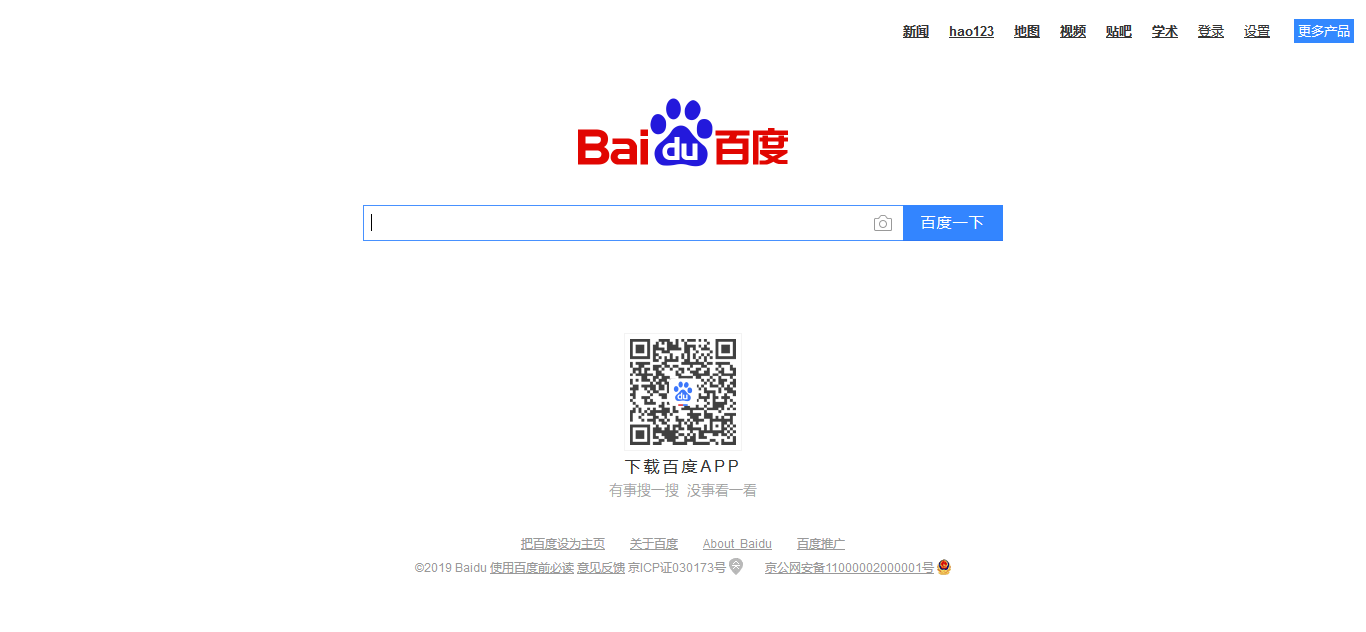 新闻 hao123 地图 视频 贴吧 学术 登录 设置 更多产品
Bai du 百度
百度一下
du
下载百度APP
有事搜一搜 没事看一看
把百度设为主页 关于百度 About Baidu 百度推广
©2019 Baidu 使用百度前必读 意见反馈 京ICP证030173号 京公网安备11000002000001号